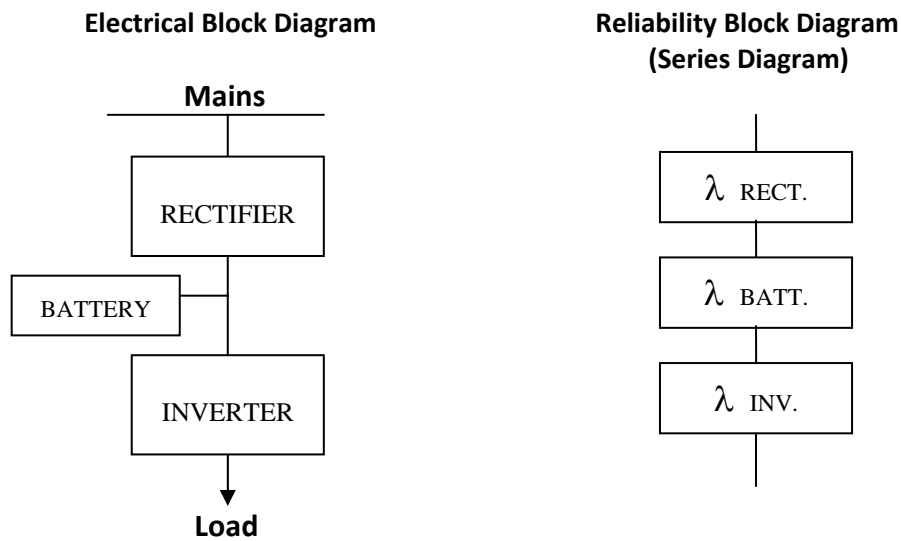 Electrical Block Diagram
Mains
RECTIFIER
BATTERY
INVERTER
Load
Reliability Block Diagram
(Series Diagram)
λ RECT.
λ BATT.
λ INV.